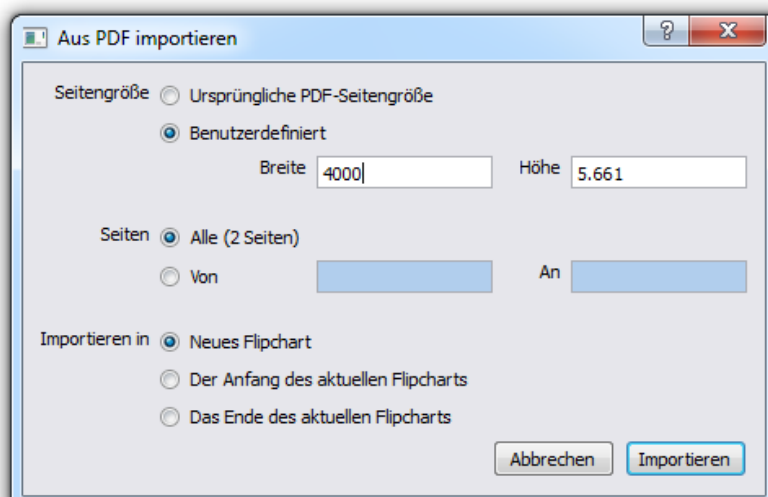 Aus PDF importieren
Seitengröße Ursprüngliche PDF-Seitengröße
Benutzerdefiniert
Breite 4000 Höhe 5.661
Seiten Alle (2 Seiten)
Von An
Importieren in Neues Flipchart
Der Anfang des aktuellen Flipcharts
Das Ende des aktuellen Flipcharts
Abbrechen Importieren